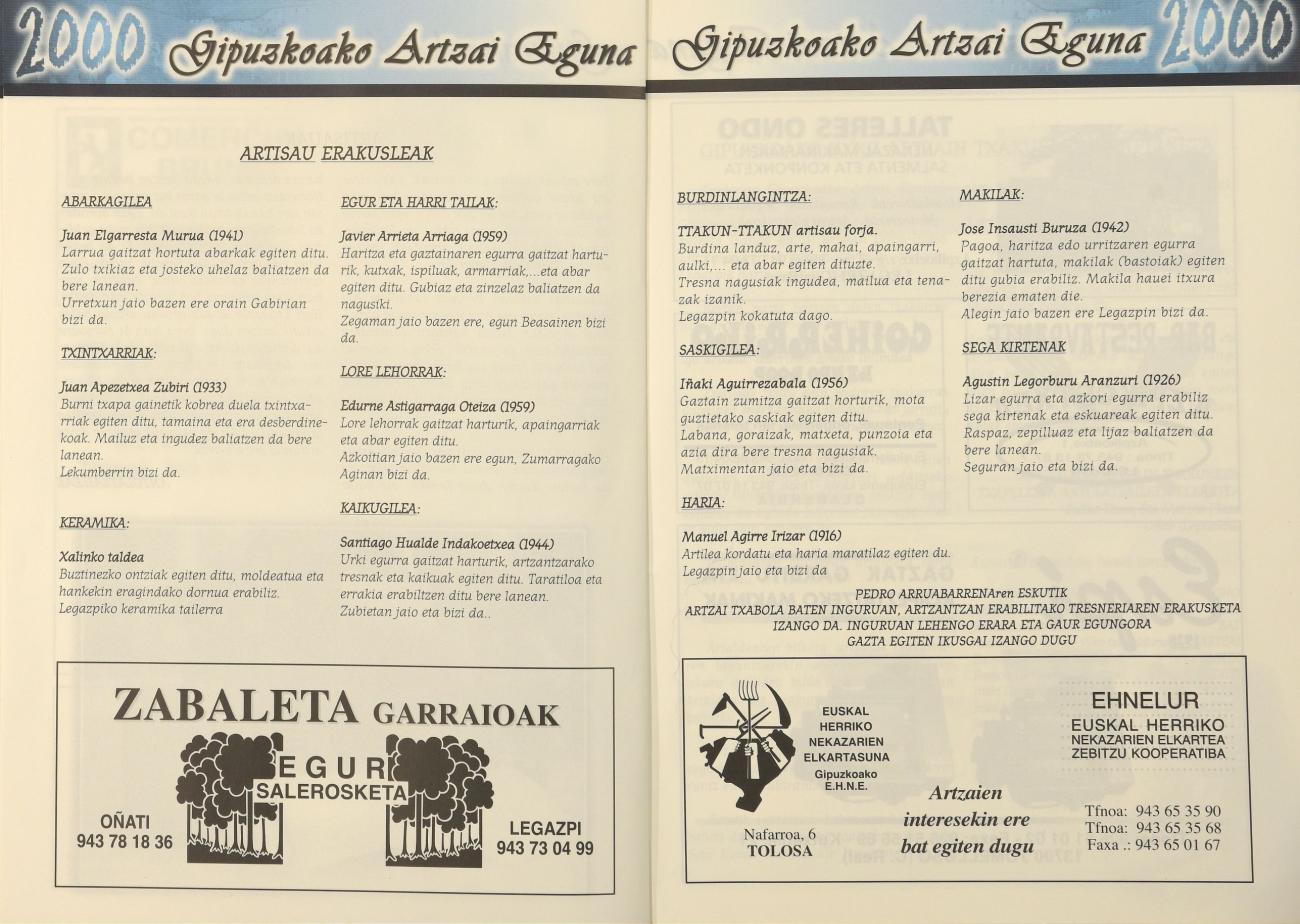 2000 Gipuzkoako Artzai Eguna
ARTISAU ERAKUSLEAK
ABARKAGILEA
Juan Elgarresta Murua (1941)
Larrua gaitzat hortuta abarkak egiten ditu.
Zulo txikiaz eta josteko uhelaz baliatzen da
bere lanean.
Urretxun jaio bazen ere orain Gabirian
bizi da.
TXINTXARRIAK:
Juan Apezetxea Zubiri (1933)
Burni txapa gainetik kobrea duela txintxa-
rriak egiten ditu, tamaina eta era desberdine-
koak. Mailuz eta ingudez baliatzen da bere
lanean.
Lekumberrin bizi da.
KERAMIKA:
Xalinko taldea
Buztinezko ontziak egiten ditu, moldeatua eta
hankekin eragindako dornua erabiliz.
Legazpiko keramika tailerra
EGUR ETA HARRI TAILAK:
Javier Arrieta Arriaga (1959)
Haritza eta gaztainaren egurra gaitzat hartu-
rik, kutxak, ispiluak, armarriak,...eta abar
egiten ditu. Gubiaz eta zinzelaz baliatzen da
nagusiki.
Zegaman jaio bazen ere, egun Beasainen bizi
da.
LORE LEHORRAK:
Edurne Astigarraga Oteiza (1959)
Lore lehorrak gaitzat harturik, apaingarriak
eta abar egiten ditu.
Azkoitian jaio bazen ere egun, Zumarragako
Aginan bizi da.
KAIKUGILEA:
Santiago Hualde Indakoetxea (1944)
Urki egurra gaitzat harturik, artzantzarako
tresnak eta kaikuak egiten ditu. Taratiloa eta
errakia erabiltzen ditu bere lanean.
Zubietan jaio eta bizi da..
ZABALETA GARRAIOAK
EGUR
SALEROSKETA
OÑATI
943 78 18 36
LEGAZPI
943 73 04 99
Gipuzkoako Artzai Eguna 2000
BURDINLANGINTZA:
TTAKUN-TTAKUN artisau forja.
Burdina landuz, arte, mahai, apaingarri,
aulki,... eta abar egiten dituzte.
Tresna nagusiak ingudea, mailua eta tena-
zak izanik.
Legazpin kokatuta dago.
SASKIGILEA:
Iñaki Aguirrezabala (1956)
Gaztain zumitza gaitzat horturik, mota
guztietako saskiak egiten ditu.
Labana, goraizak, matxeta, punzoia eta
azia dira bere tresna nagusiak.
Matximentan jaio eta bizi da.
HARIA:
Manuel Agirre Irizar (1916)
Artilea kordatu eta haria maratilaz egiten du.
Legazpin jaio eta bizi da
MAKILAK:
Jose Insausti Buruza (1942)
Pagoa, haritza edo urritzaren egurra
gaitzat hartuta, makilak (bastoiak) egiten
ditu gubia erabiliz. Makila hauei itxura
berezia ematen die.
Alegin jaio bazen ere Legazpin bizi da.
SEGA KIRTENAK
Agustin Legorburu Aranzuri (1926)
Lizar egurra eta azkori egurra erabiliz
sega kirtenak eta eskuareak egiten ditu.
Raspaz, zepilluaz eta lijaz baliatzen da
bere lanean.
Seguran jaio eta bizi da.
PEDRO ARRUABARRENAren ESKUTIK
ARTZAI TXABOLA BATEN INGURUAN, ARTZANTZAN ERABILITAKO TRESNERIAREN ERAKUSKETA
IZANGO DA. INGURUAN LEHENGO ERARA ETA GAUR EGUNGORA
GAZTA EGITEN IKUSGAI IZANGO DUGU
EUSKAL
HERRIKO
NEKAZARIEN
ELKARTASUNA
Gipuzkoako
E.H.N.E.
Nafarroa, 6
TOLOSA
Artzaien
interesekin ere
bat egiten dugu
EHNELUR
EUSKAL HERRIKO
NEKAZARIEN ELKARTEA
ZEBITZU KOOPERATIBA
Tfnoa: 943 65 35 90
Tfnoa: 943 65 35 68
Faxa .: 943 65 01 67